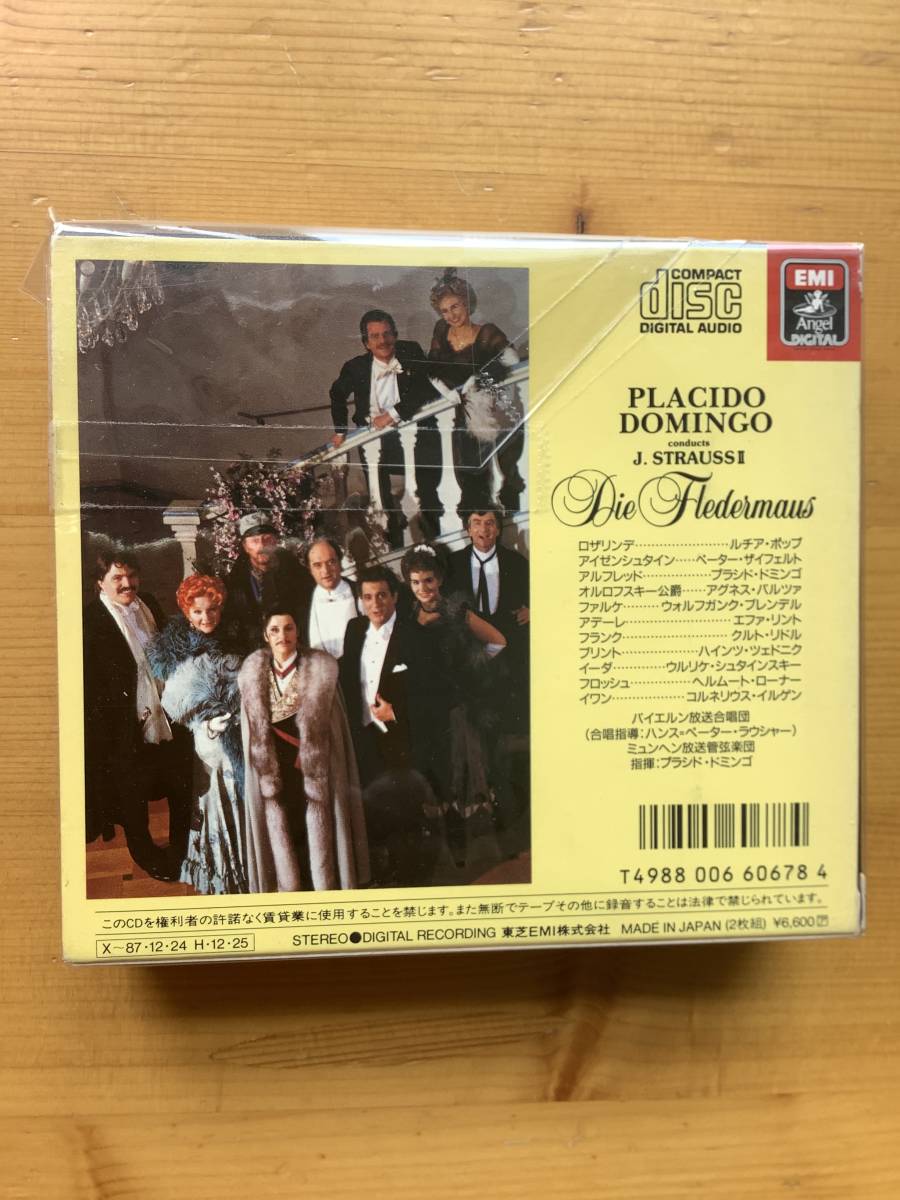 COMPACT
disc
DIGITAL AUDIO
EMI
Angel
DIGITAL
PLACIDO
DOMINGO
conducts
J. STRAUSS II
Die Fledermaus
ロザリンデ…………………ルチア・ポップ
アイゼンシュタイン……ペーター・ザイフェルト
アルフレッド……………プラシド・ドミンゴ
オルロフスキー公爵……アグネス・バルツァ
ファルケ………ウォルフガンク・ブレンデル
アデーレ…………………………エファ・リント
フランク…………………………クルト・リドル
ブリント………………ハインツ・ツェドニク
イーダ…………ウルリケ・シュタインスキー
フロッシュ…………ヘルムート・ローナー
イワン………………コルネリウス・イルゲン
バイエルン放送合唱団
(合唱指導:ハンス=ペーター・ラウシャー)
ミュンヘン放送管弦楽団
指揮:プラシド・ドミンゴ
T4988 006 60678 4
このCDを権利者の許諾なく賃貸業に使用することを禁じます。また無断でテープその他に録音することは法律で禁じられています。
X~87・12・24 H・12・25 STEREO●DIGITAL RECORDING 東芝EMI株式会社 MADE IN JAPAN (2枚組) ¥6,600